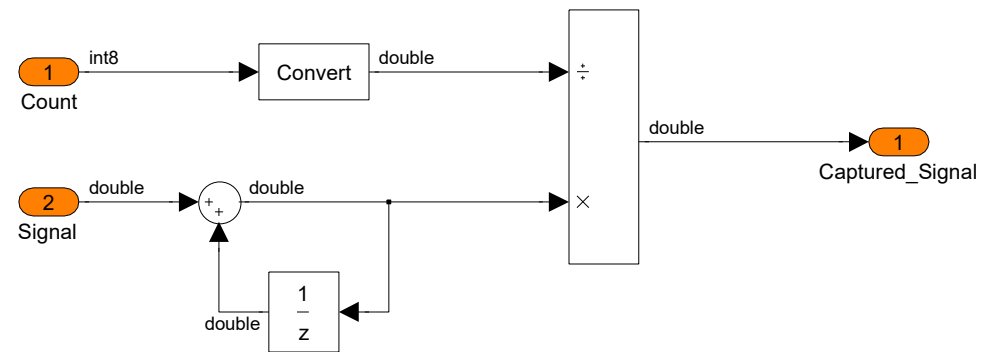 1
int8
Count
Convert
double
÷
double
1
Captured_Signal
2
double
Signal
+
+
double
×
1
z
double